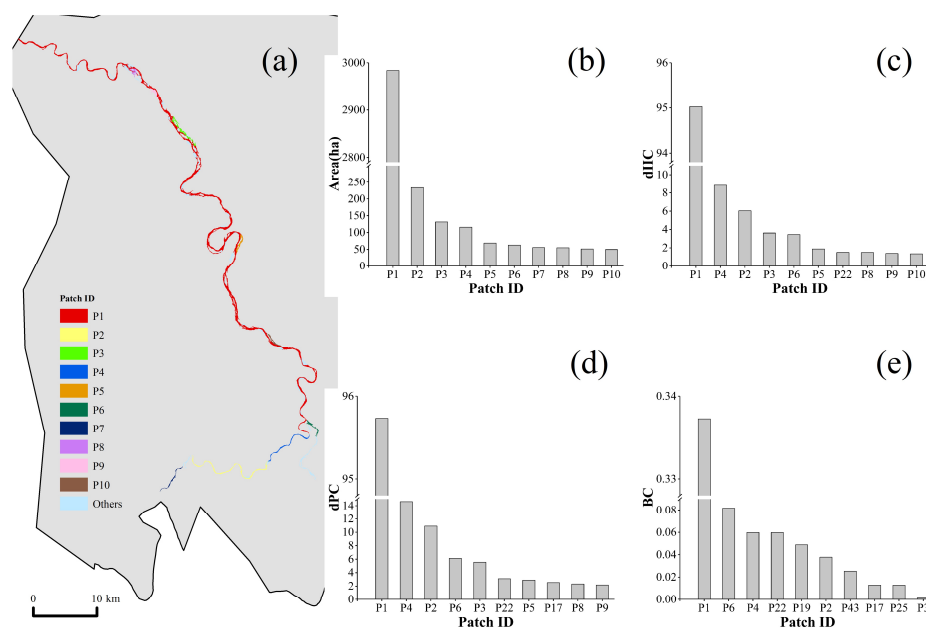 (a)
Patch ID
P1
P2
P3
P4
P5
P6
P7
P8
P9
P10
Others
0 10 km
(b)
Area(ha)
3000
2900
2800
250
200
150
100
50
0
P1 P2 P3 P4 P5 P6 P7 P8 P9 P10
Patch ID
(c)
dIIC
96
95
94
10
8
6
4
2
0
P1 P4 P2 P3 P6 P5 P22 P8 P9 P10
Patch ID
(d)
dPC
96
95
14
12
10
8
6
4
2
0
P1 P4 P2 P6 P3 P22 P5 P17 P8 P9
Patch ID
(e)
BC
0.34
0.33
0.08
0.06
0.04
0.02
0.00
P1 P6 P4 P22 P19 P2 P43 P17 P25
Patch ID